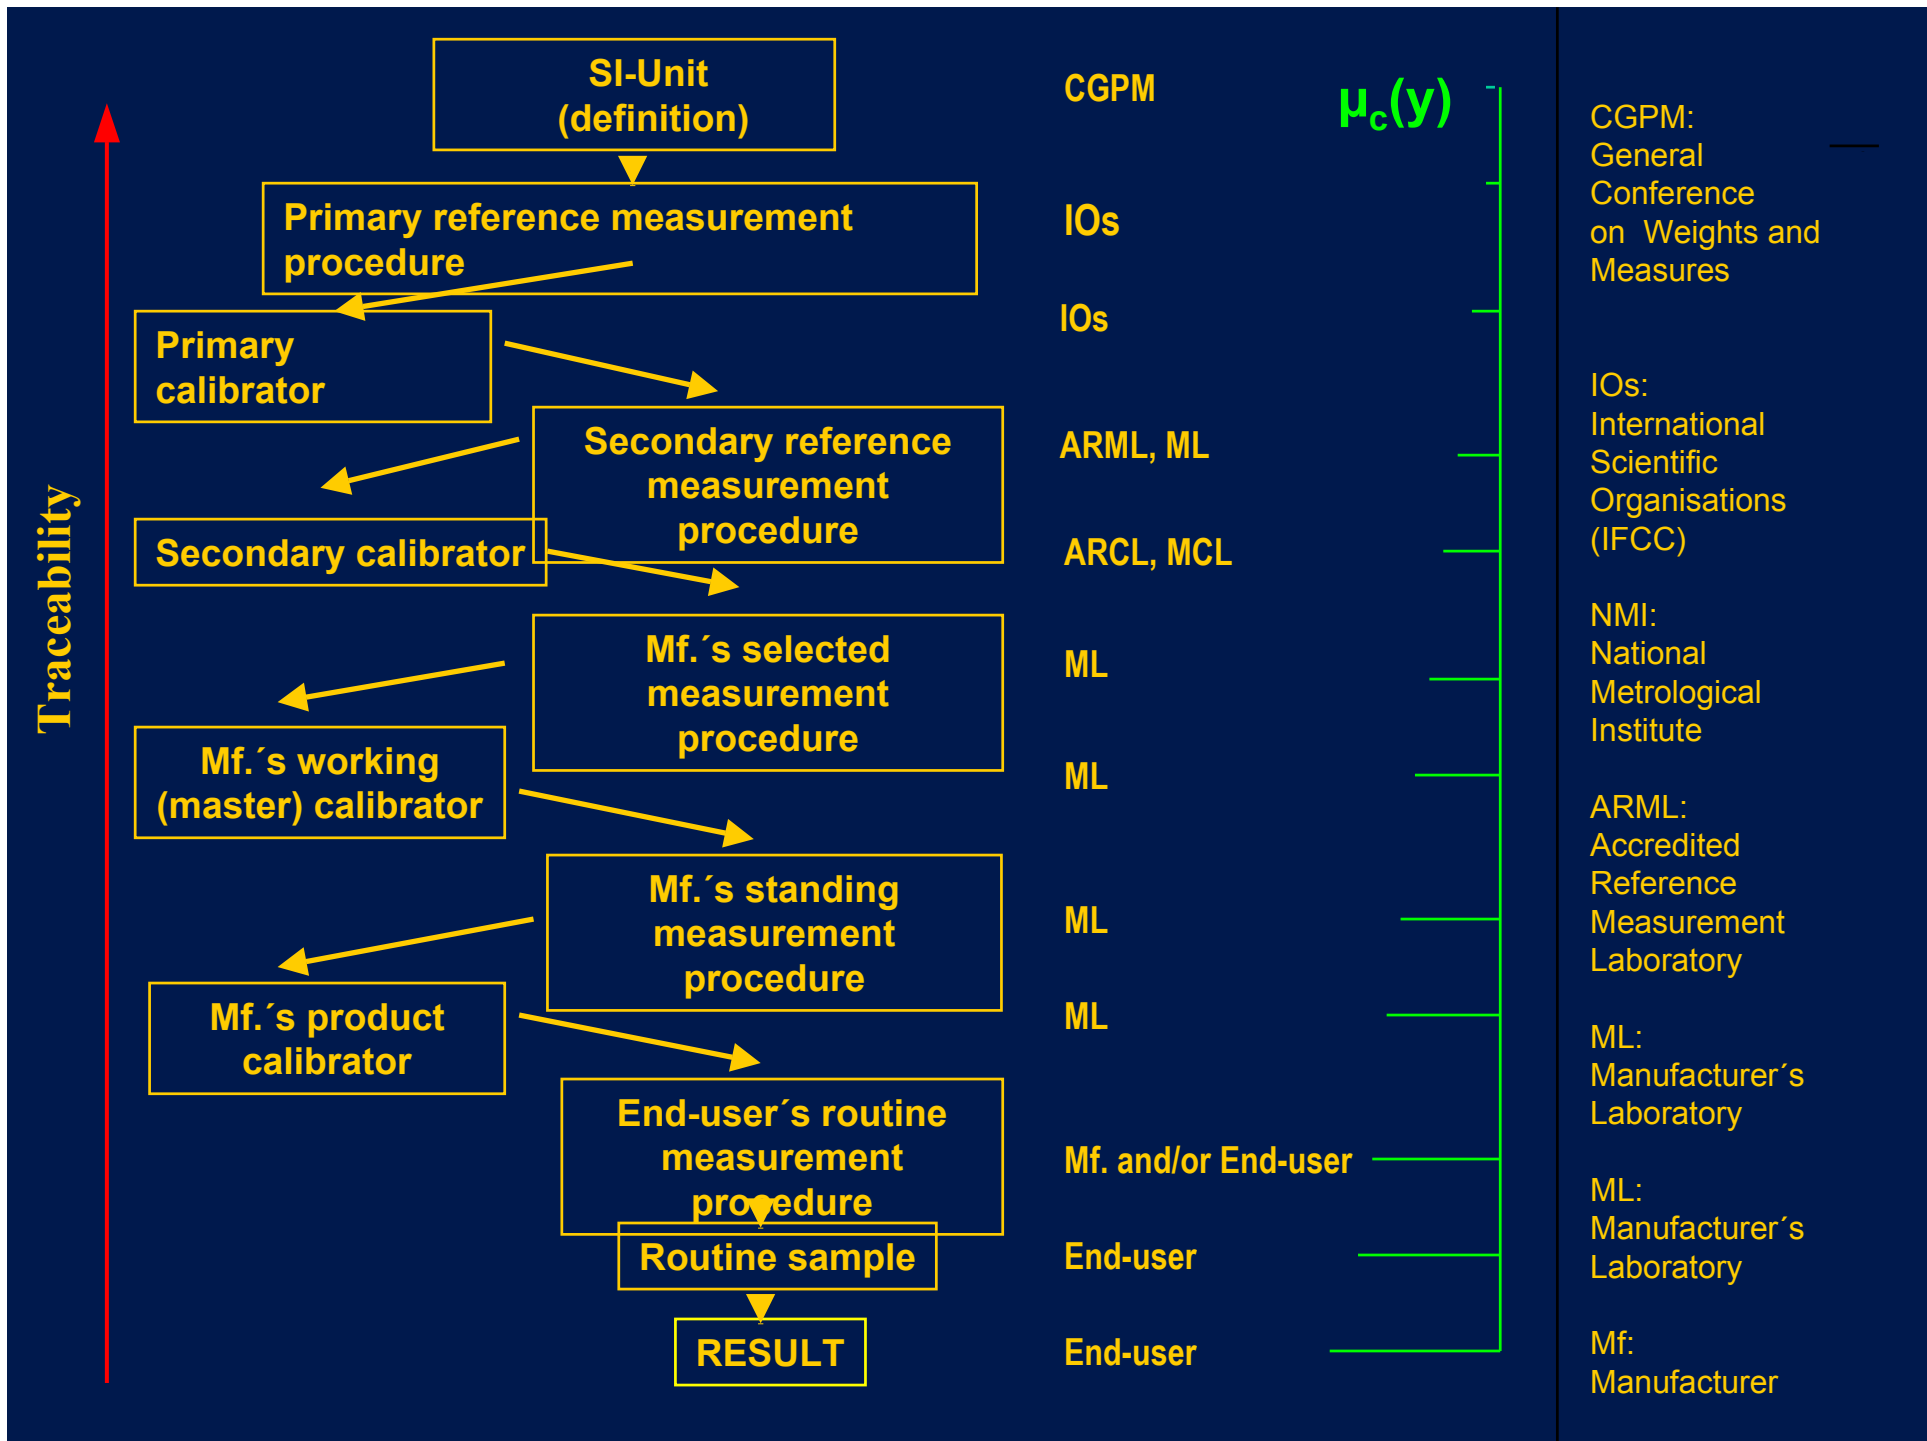 SI-Unit
(definition)
Primary reference measurement
procedure
Primary
calibrator
Secondary reference
measurement
procedure
Secondary calibrator
Mf.´s selected
measurement
procedure
Mf.´s working
(master) calibrator
Mf.´s standing
measurement
procedure
Mf.´s product
calibrator
End-user´s routine
measurement
procedure
Routine sample
RESULT
Traceability
CGPM
IOs
IOs
ARML, ML
ARCL, MCL
ML
ML
ML
ML
Mf. and/or End-user
End-user
End-user
μc(y)
CGPM:
General
Conference
on Weights and
Measures
IOs:
International
Scientific
Organisations
(IFCC)
NMI:
National
Metrological
Institute
ARML:
Accredited
Reference
Measurement
Laboratory
ML:
Manufacturer´s
Laboratory
ML:
Manufacturer´s
Laboratory
Mf:
Manufacturer